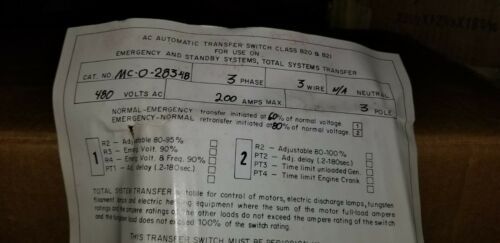 AC AUTOMATIC TRANSFER SWITCH CLASS 820 & 821
FOR USE ON
EMERGENCY AND STANDBY SYSTEMS, TOTAL SYSTEMS TRANSFER
CAT. NO. MC-0-2834B 3 PHASE 3 WIRE N/A NEUTRAL
480 VOLTS AC 200 AMPS MAX 3 POLE
NORMAL-EMERGENCY transfer initiated at 60% of normal voltage 1
EMERGENCY-NORMAL retransfer initiated at 80% of normal voltage. 2
1
R2 - Adjustable 80-95%
R3 - Emrg. Volt. 90%
R4 - Emrg. Volt. & Freq. 90%
PT1 - Adj. delay (.2-180sec.)
2
R2 - Adjustable 80-100%
PT2 - Adj. delay (.2-180sec.)
PT3 - Time limit unloaded Gen.
PT4 - Time limit Engine Crank
TOTAL SYSTEM TRANSFER suitable for control of motors, electric discharge lamps, tungsten
filament lamps and electric heating equipment where the sum of the motor full-load ampere
ratings and the ampere ratings of the other loads do not exceed the ampere rating of the switch
and the tungsten load does not exceed 100% of the switch rating.
THIS TRANSFER SWITCH MUST BE